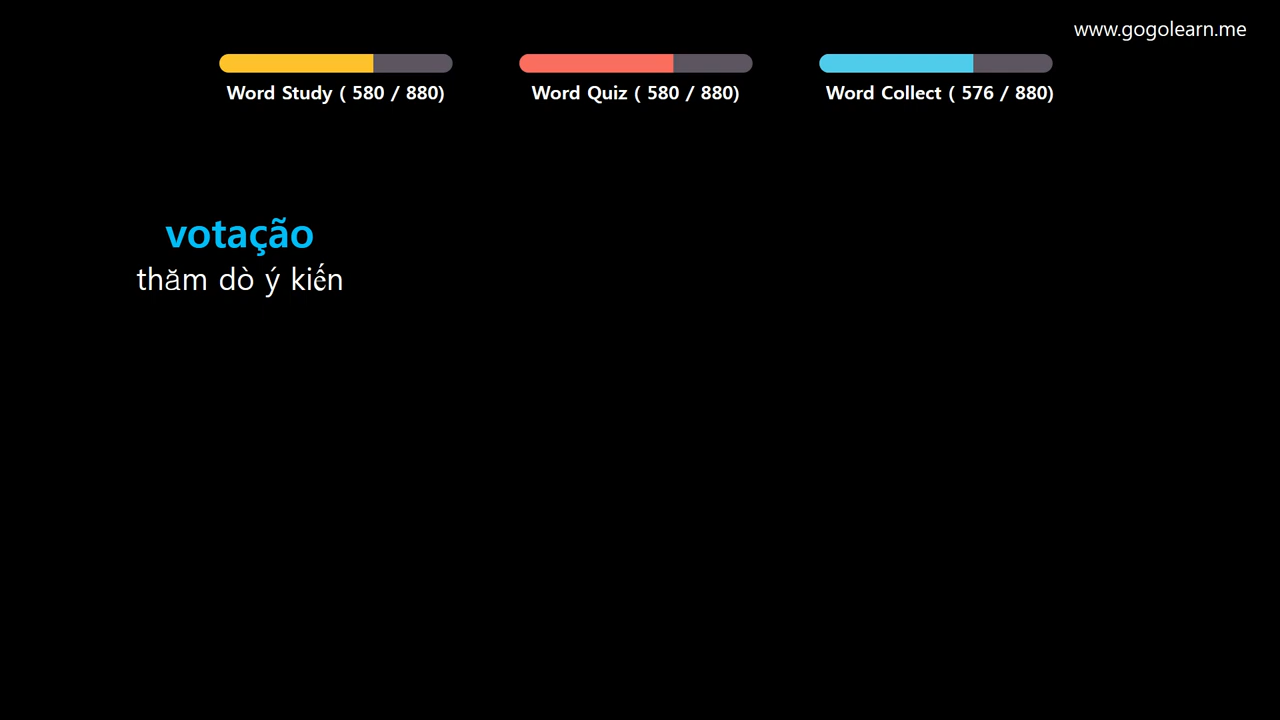 www.gogolearn.me
Word Study ( 580 / 880)
Word Quiz ( 580 / 880)
Word Collect ( 576 / 880)
votação
thăm dò ý kiến